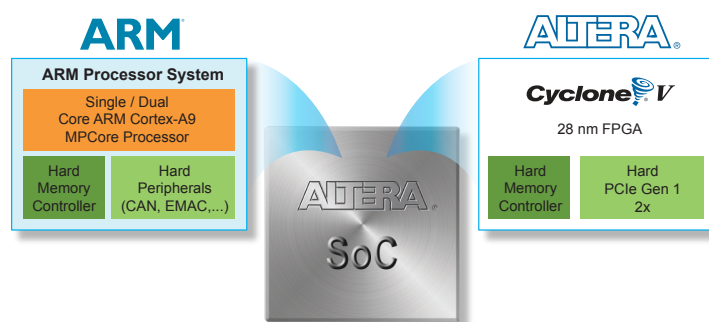 ARM
ARM Processor System
Single / Dual
Core ARM Cortex-A9
MPCore Processor
Hard
Memory
Controller
Hard
Peripherals
(CAN, EMAC,...)
ALTERA®
SoC
ALTERA®
Cyclone V
28 nm FPGA
Hard
Memory
Controller
Hard
PCIe Gen 1
2x